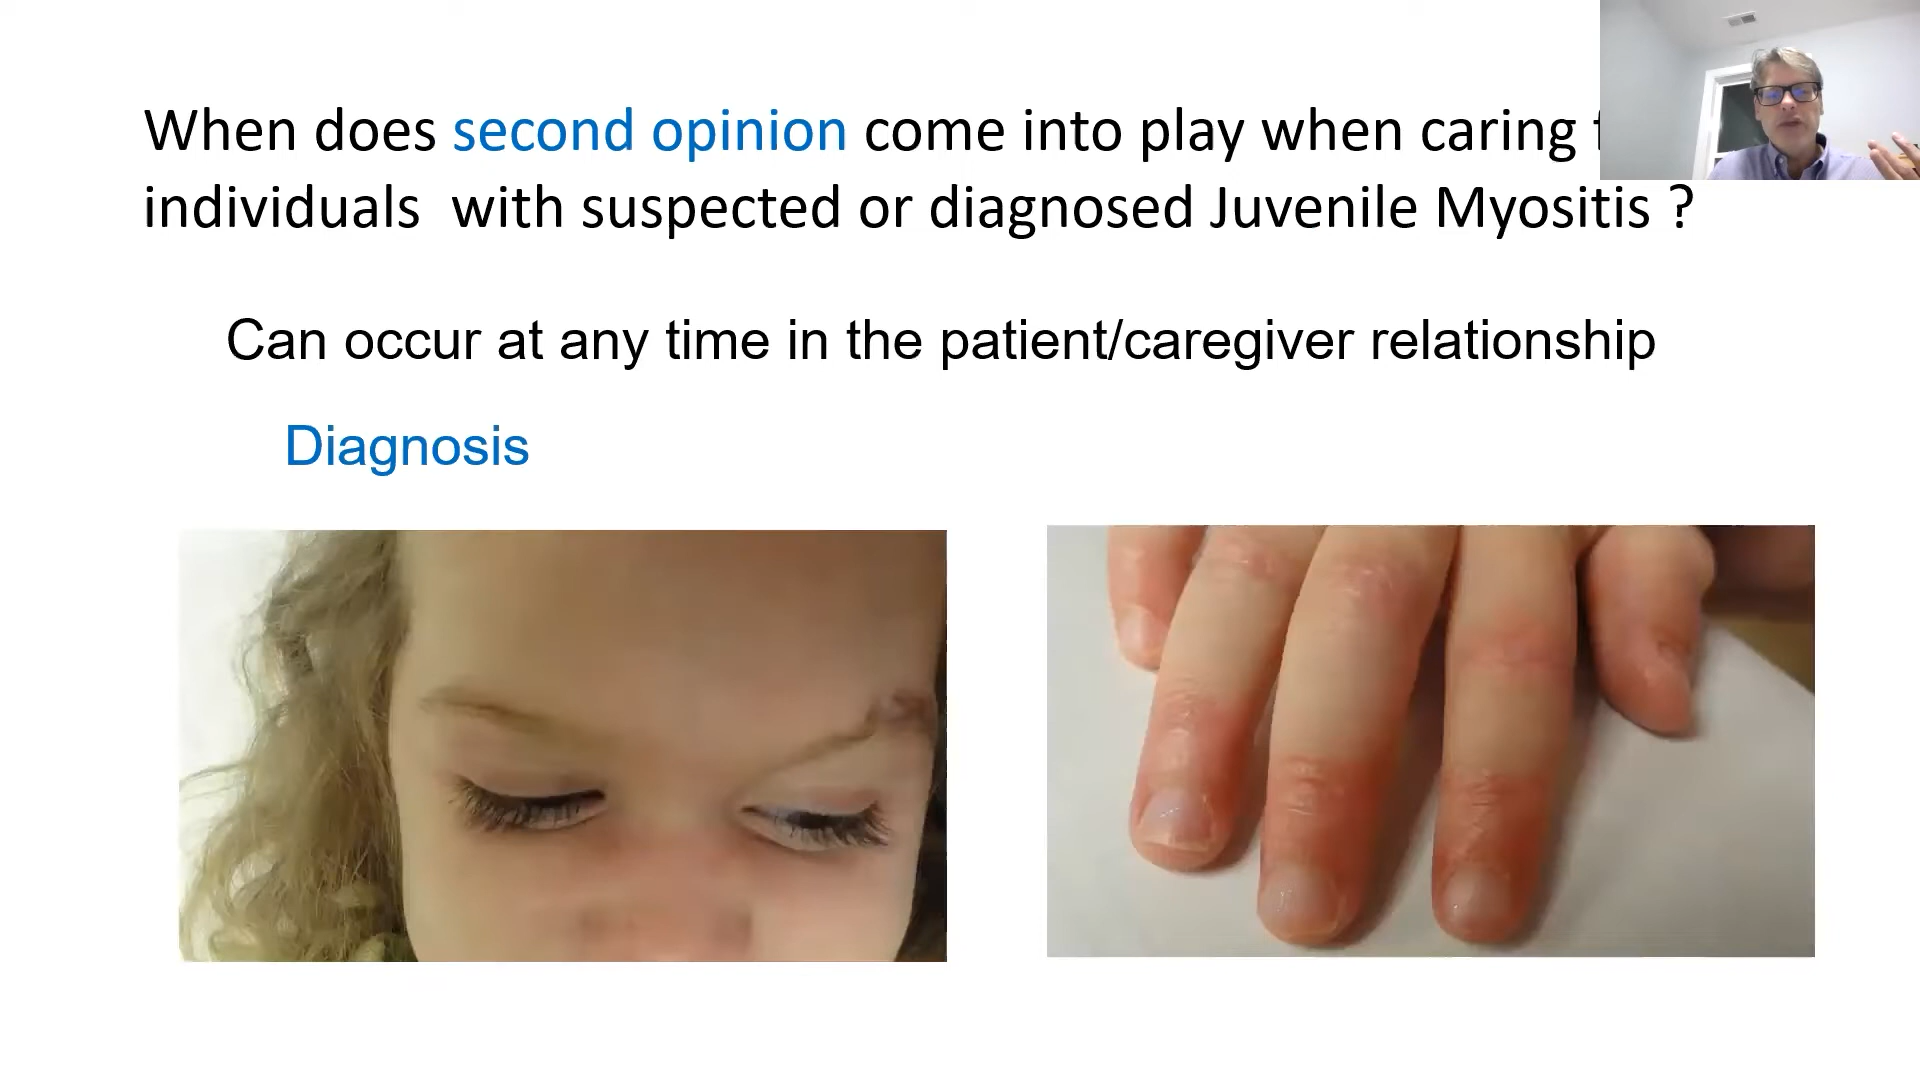 When does second opinion come into play when caring
individuals  with suspected or diagnosed Juvenile Myositis ?
Can occur at any time in the patient/caregiver relationship
Diagnosis